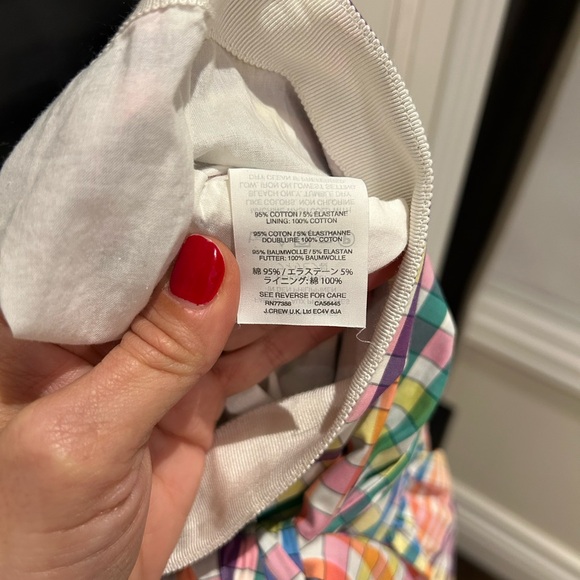 95% COTTON / 5% ELASTANE
LINING: 100% COTTON
95% COTON / 5% ELASTHANNE
DOUBLURE: 100% COTON
95% BAUMWOLLE / 5% ELASTAN
FUTTER: 100% BAUMWOLLE
綿 95% / エラステーン 5%
ライニング: 綿 100%
SEE REVERSE FOR CARE
RN77388 CA56445
J.CREW U.K. Ltd EC4V 6JA